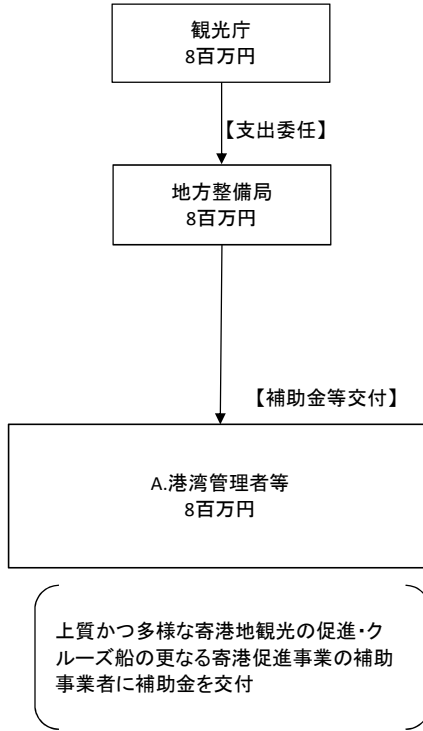 観光庁
8百万円
【支出委任】
地方整備局
8百万円
【補助金等交付】
A.港湾管理者等
8百万円
上質かつ多様な寄港地観光の促進・ク
ルーズ船の更なる寄港促進事業の補助
事業者に補助金を交付